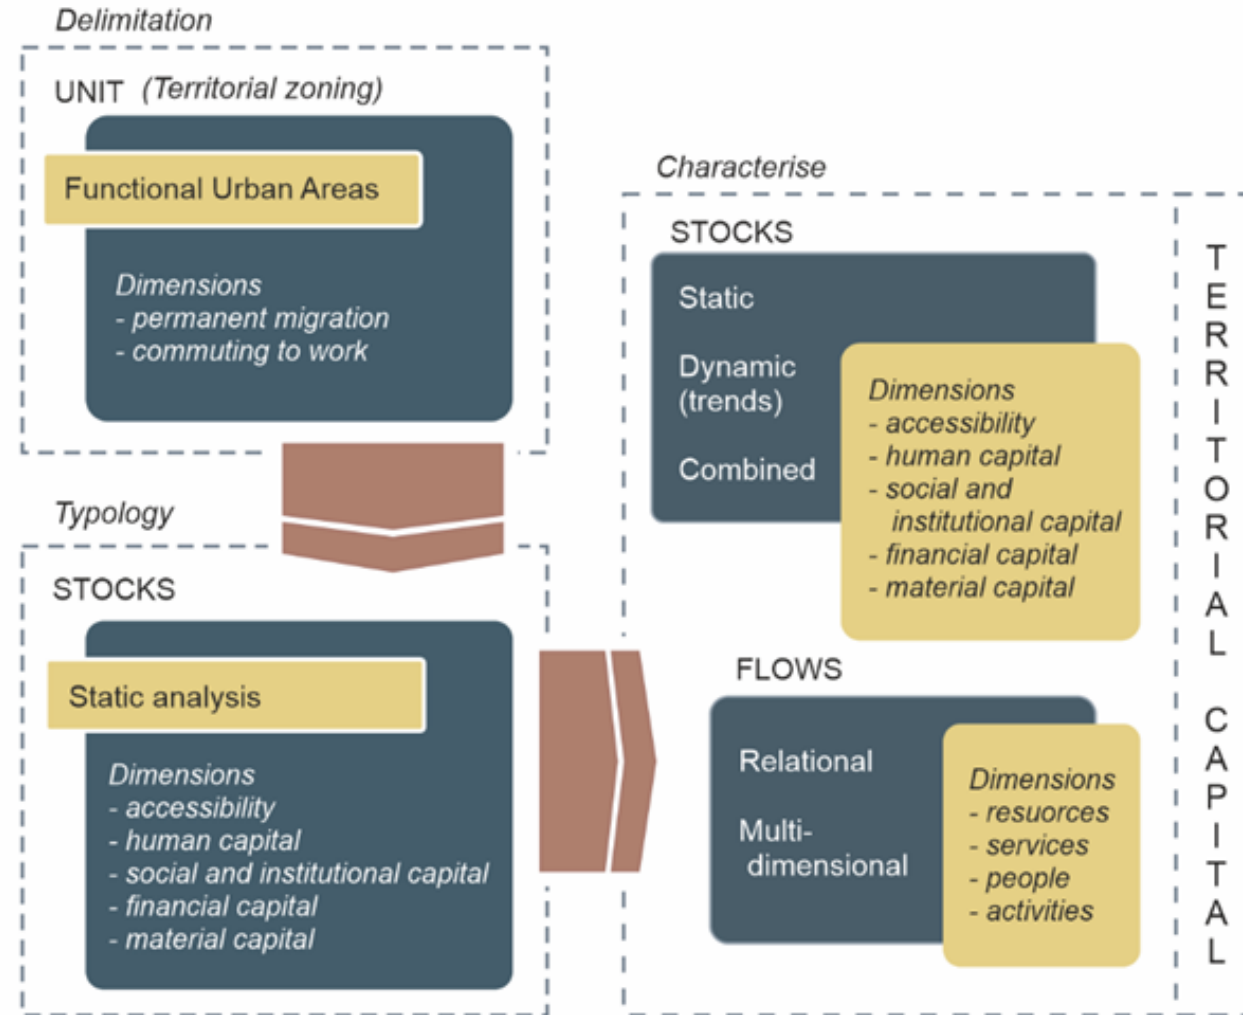 Delimitation
UNIT (Territorial zoning)
Functional Urban Areas
Dimensions
- permanent migration
- commuting to work
Typology
STOCKS
Static analysis
Dimensions
- accessibility
- human capital
- social and institutional capital
- financial capital
- material capital
Characterise
STOCKS
Static
Dynamic
(trends)
Combined
Dimensions
- accessibility
- human capital
- social and
institutional capital
- financial capital
- material capital
FLOWS
Relational
Multi-
dimensional
Dimensions
- resuorces
- services
- people
- activities
TERRITORIAL CAPITAL